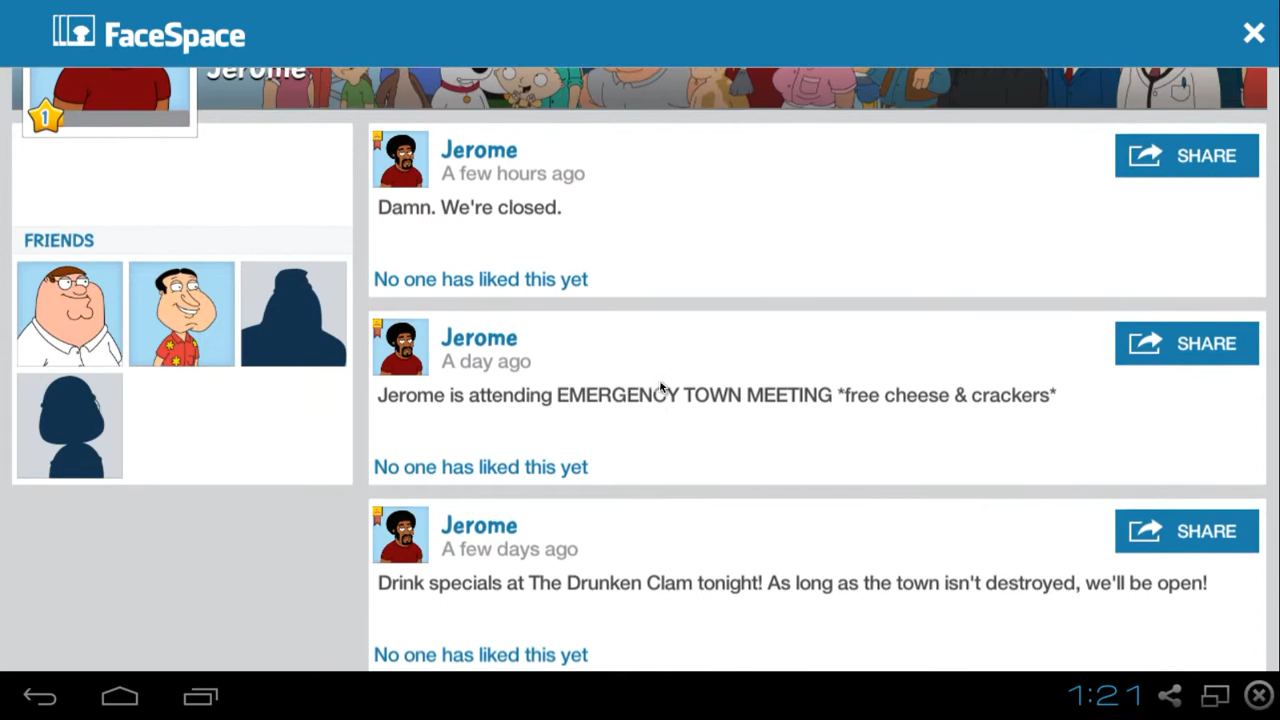 FaceSpace
Jerome
1
Jerome
A few hours ago
SHARE
Damn. We're closed.
No one has liked this yet
FRIENDS
Jerome
A day ago
SHARE
Jerome is attending EMERGENCY TOWN MEETING *free cheese & crackers*
No one has liked this yet
Jerome
A few days ago
SHARE
Drink specials at The Drunken Clam tonight! As long as the town isn't destroyed, we'll be open!
No one has liked this yet
1:21